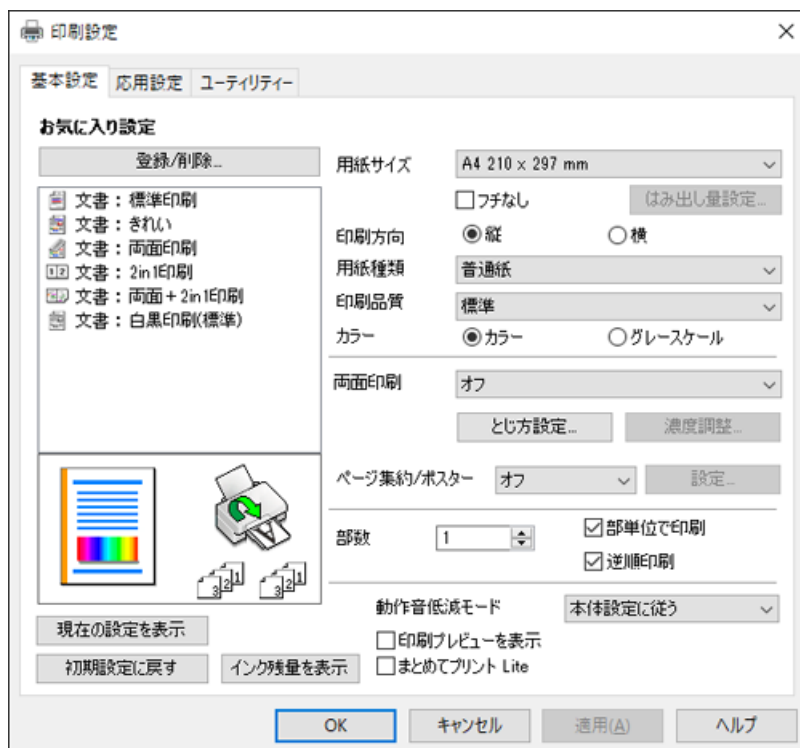 印刷設定
基本設定 応用設定 ユーティリティー
お気に入り設定
登録/削除...
文書：標準印刷
文書：きれい
文書：両面印刷
文書：2in1印刷
文書：両面＋2in1印刷
文書：白黒印刷(標準)
現在の設定を表示
初期設定に戻す インク残量を表示
用紙サイズ A4 210 x 297 mm
フチなし はみ出し量設定...
印刷方向 縦 横
用紙種類 普通紙
印刷品質 標準
カラー カラー グレースケール
両面印刷 オフ
とじ方設定... 濃度調整...
ページ集約/ポスター オフ 設定...
部数 1 部単位で印刷
逆順印刷
動作音低減モード 本体設定に従う
印刷プレビューを表示
まとめてプリント Lite
1 2
3 2 1 3 2 1
OK キャンセル 適用(A) ヘルプ